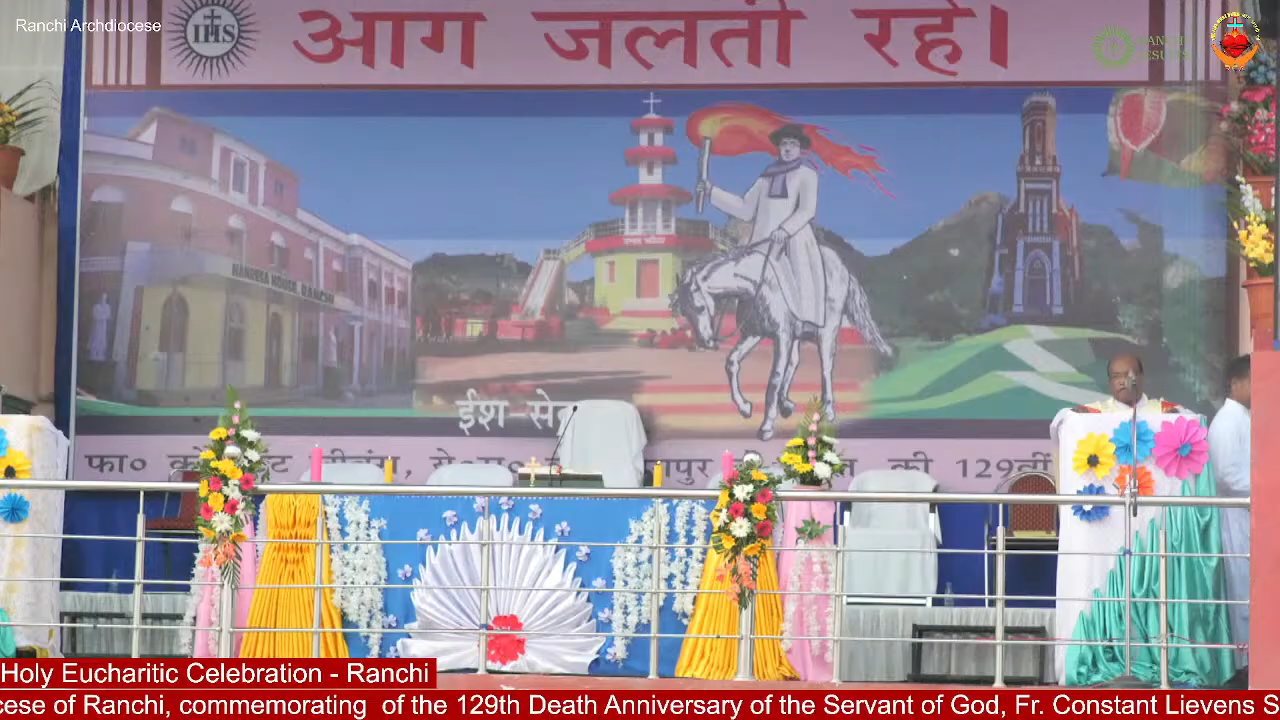 Ranchi Archdiocese
IHS
आग जलती रहे।
MANRESA HOUSE RANCHI
ईश-सेव
फा० की 129वीं
Holy Eucharitic Celebration - Ranchi
cese of Ranchi, commemorating of the 129th Death Anniversary of the Servant of God, Fr. Constant Lievens S